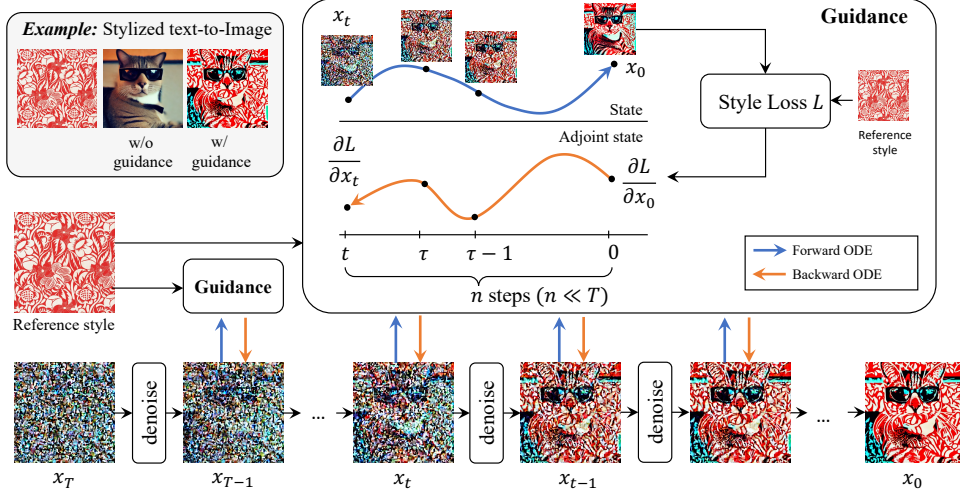 Example: Stylized text-to-Image
w/o
guidance
w/
guidance
Guidance
x_t
x_0
State
Adjoint state
Style Loss L
Reference
style
∂L
∂x_t
∂L
∂x_0
t
τ
τ − 1
0
n steps (n ≪ T)
Forward ODE
Backward ODE
Reference style
Guidance
denoise
...
denoise
denoise
...
x_T
x_{T−1}
x_t
x_{t−1}
x_0